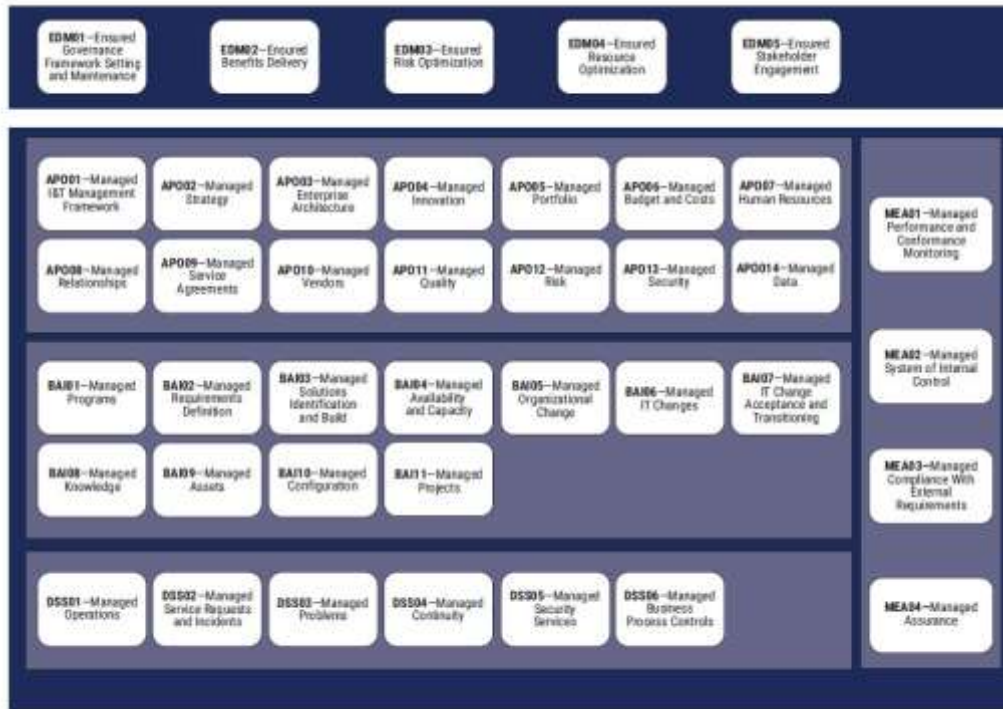 EDM01—Ensured
Governance
Framework Setting
and Maintenance
EDM02—Ensured
Benefits Delivery
EDM03—Ensured
Risk Optimization
EDM04—Ensured
Resource
Optimization
EDM05—Ensured
Stakeholder
Engagement
APO01—Managed
I&T Management
Framework
APO02—Managed
Strategy
APO03—Managed
Enterprise
Architecture
APO04—Managed
Innovation
APO05—Managed
Portfolio
APO06—Managed
Budget and Costs
APO07—Managed
Human Resources
APO08—Managed
Relationships
APO09—Managed
Service
Agreements
APO10—Managed
Vendors
APO11—Managed
Quality
APO12—Managed
Risk
APO13—Managed
Security
APO014—Managed
Data
BAI01—Managed
Programs
BAI02—Managed
Requirements
Definition
BAI03—Managed
Solutions
Identification
and Build
BAI04—Managed
Availability
and Capacity
BAI05—Managed
Organizational
Change
BAI06—Managed
IT Changes
BAI07—Managed
IT Change
Acceptance and
Transitioning
BAI08—Managed
Knowledge
BAI09—Managed
Assets
BAI10—Managed
Configuration
BAI11—Managed
Projects
DSS01—Managed
Operations
DSS02—Managed
Service Requests
and Incidents
DSS03—Managed
Problems
DSS04—Managed
Continuity
DSS05—Managed
Security
Services
DSS06—Managed
Business
Process Controls
MEA01—Managed
Performance and
Conformance
Monitoring
MEA02—Managed
System of Internal
Control
MEA03—Managed
Compliance With
External
Requirements
MEA04—Managed
Assurance